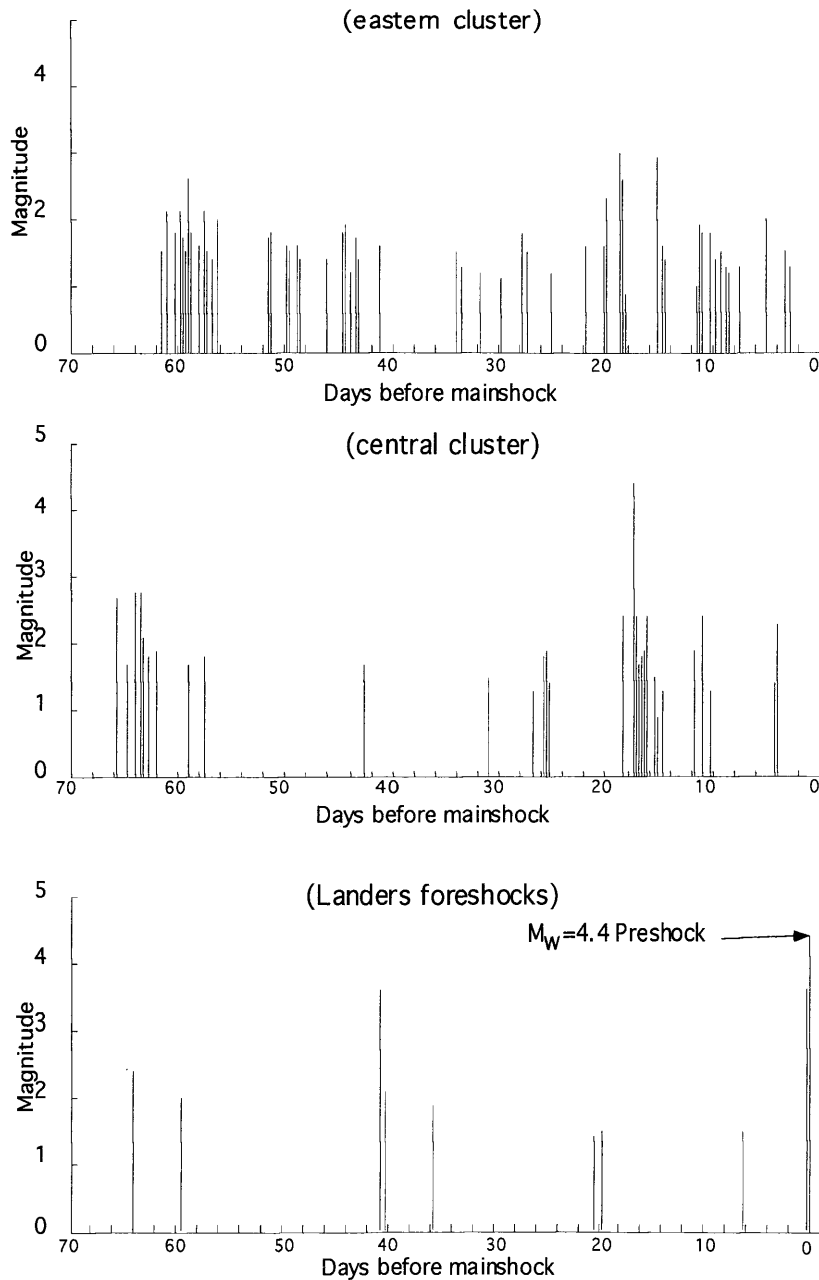 (eastern cluster)
4
2
0
Magnitude
70 60 50 40 30 20 10 0
Days before mainshock
(central cluster)
5
4
3
2
1
0
Magnitude
70 60 50 40 30 20 10 0
Days before mainshock
(Landers foreshocks)
5
4
3
2
1
0
Magnitude
MW=4.4 Preshock
70 60 50 40 30 20 10 0
Days before mainshock